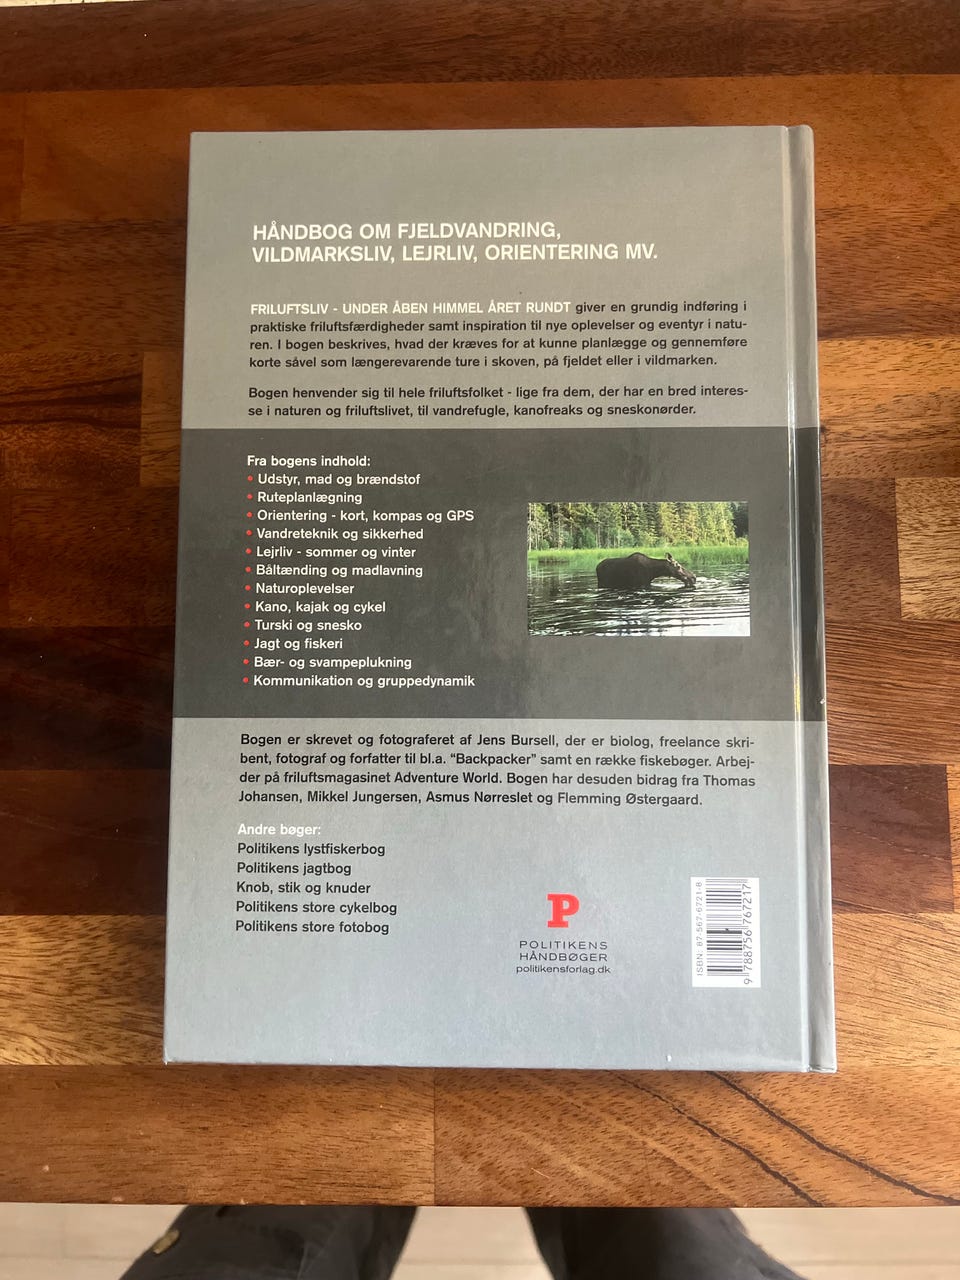 HÅNDBOG OM FJELDVANDRING,
VILDMARKSLIV, LEJRLIV, ORIENTERING MV.
FRILUFTSLIV - UNDER ÅBEN HIMMEL ÅRET RUNDT giver en grundig indføring i
praktiske friluftsfærdigheder samt inspiration til nye oplevelser og eventyr i natu-
ren. I bogen beskrives, hvad der kræves for at kunne planlægge og gennemføre
korte såvel som længerevarende ture i skoven, på fjeldet eller i vildmarken.
Bogen henvender sig til hele friluftsfolket - lige fra dem, der har en bred interes-
se i naturen og friluftslivet, til vandrefugle, kanofreaks og sneskonørder.
Fra bogens indhold:
• Udstyr, mad og brændstof
• Ruteplanlægning
• Orientering - kort, kompas og GPS
• Vandreteknik og sikkerhed
• Lejrliv - sommer og vinter
• Båltænding og madlavning
• Naturoplevelser
• Kano, kajak og cykel
• Turski og snesko
• Jagt og fiskeri
• Bær- og svampeplukning
• Kommunikation og gruppedynamik
Bogen er skrevet og fotograferet af Jens Bursell, der er biolog, freelance skri-
bent, fotograf og forfatter til bl.a. “Backpacker” samt en række fiskebøger. Arbej-
der på friluftsmagasinet Adventure World. Bogen har desuden bidrag fra Thomas
Johansen, Mikkel Jungersen, Asmus Nørreslet og Flemming Østergaard.
Andre bøger:
Politikens lystfiskerbog
Politikens jagtbog
Knob, stik og knuder
Politikens store cykelbog
Politikens store fotobog
P
POLITIKENS
HÅNDBØGER
politikensforlag.dk
ISBN: 87-567-6721-8
9 788756 767217